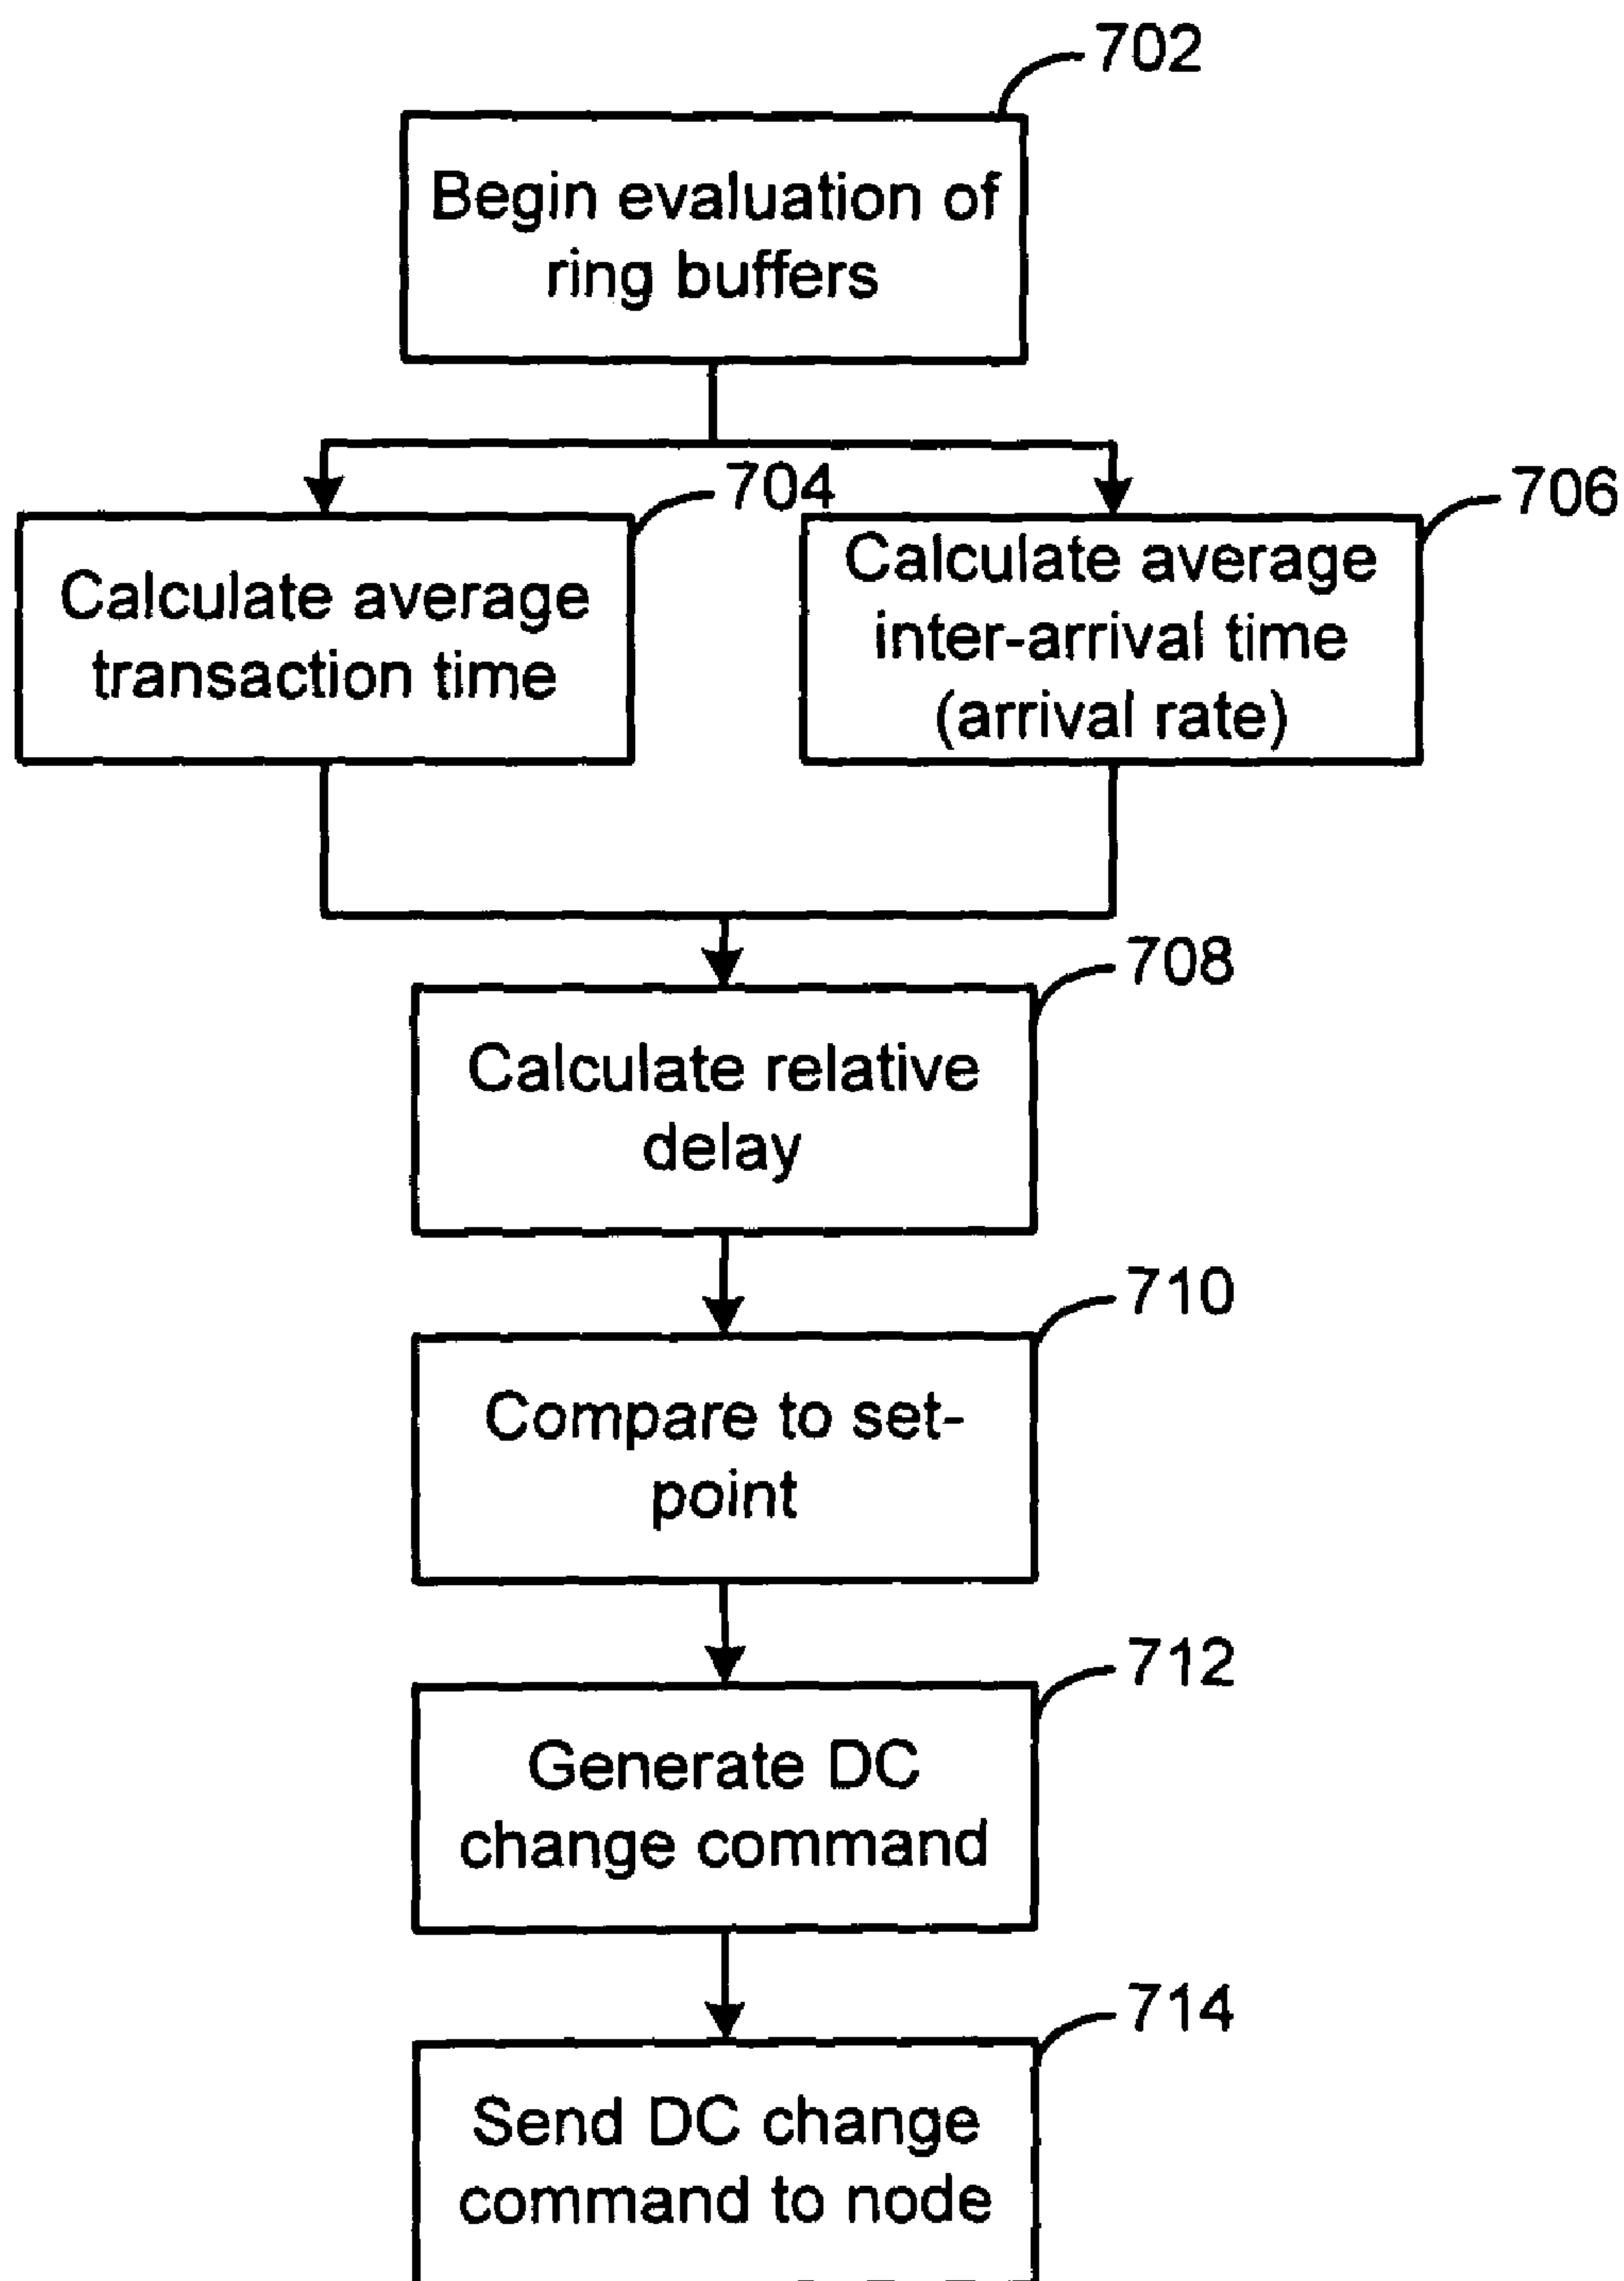 702
Begin evaluation of
ring buffers
704
706
Calculate average
transaction time
Calculate average
inter-arrival time
(arrival rate)
708
Calculate relative
delay
710
Compare to set-
point
712
Generate DC
change command
714
Send DC change
command to node